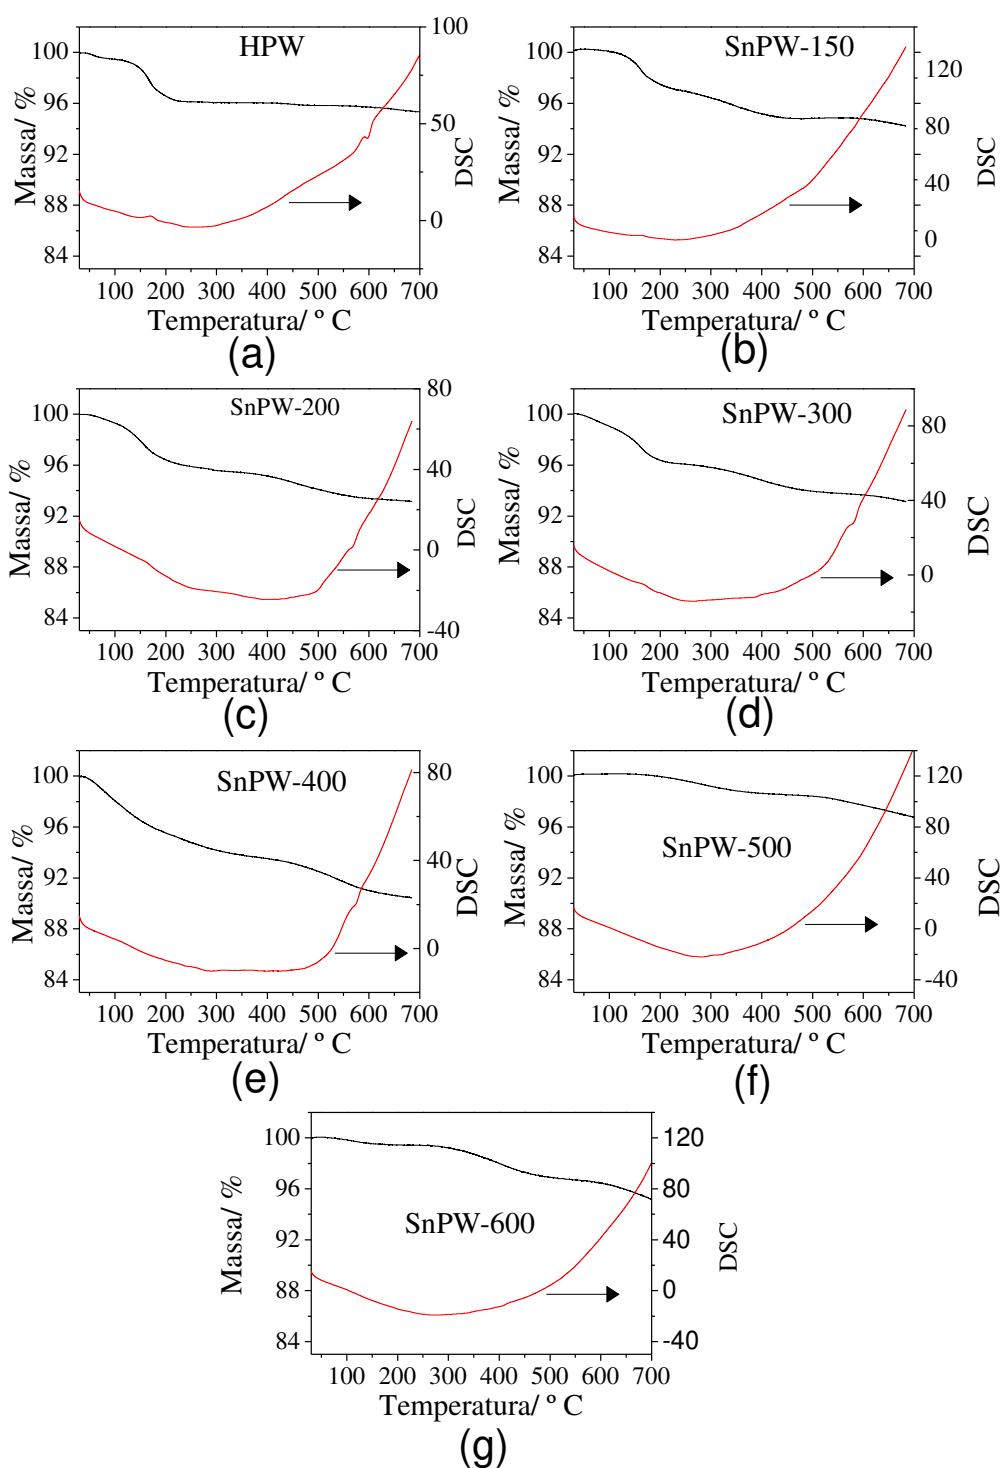 HPW
100
96
92
88
84
Massa/ %
100
50
0
DSC
100 200 300 400 500 600 700
Temperatura/ º C
(a)
SnPW-150
100
96
92
88
84
Massa/ %
120
80
40
0
DSC
100 200 300 400 500 600 700
Temperatura/ º C
(b)
SnPW-200
100
96
92
88
84
Massa/ %
80
40
0
-40
DSC
100 200 300 400 500 600 700
Temperatura/ º C
(c)
SnPW-300
100
96
92
88
84
Massa/ %
80
40
0
DSC
100 200 300 400 500 600 700
Temperatura/ º C
(d)
SnPW-400
100
96
92
88
84
Massa/ %
80
40
0
DSC
100 200 300 400 500 600 700
Temperatura/ º C
(e)
SnPW-500
100
96
92
88
84
Massa/ %
120
80
40
0
-40
DSC
100 200 300 400 500 600 700
Temperatura/ º C
(f)
SnPW-600
100
96
92
88
84
Massa/ %
120
80
40
0
-40
DSC
100 200 300 400 500 600 700
Temperatura/ º C
(g)